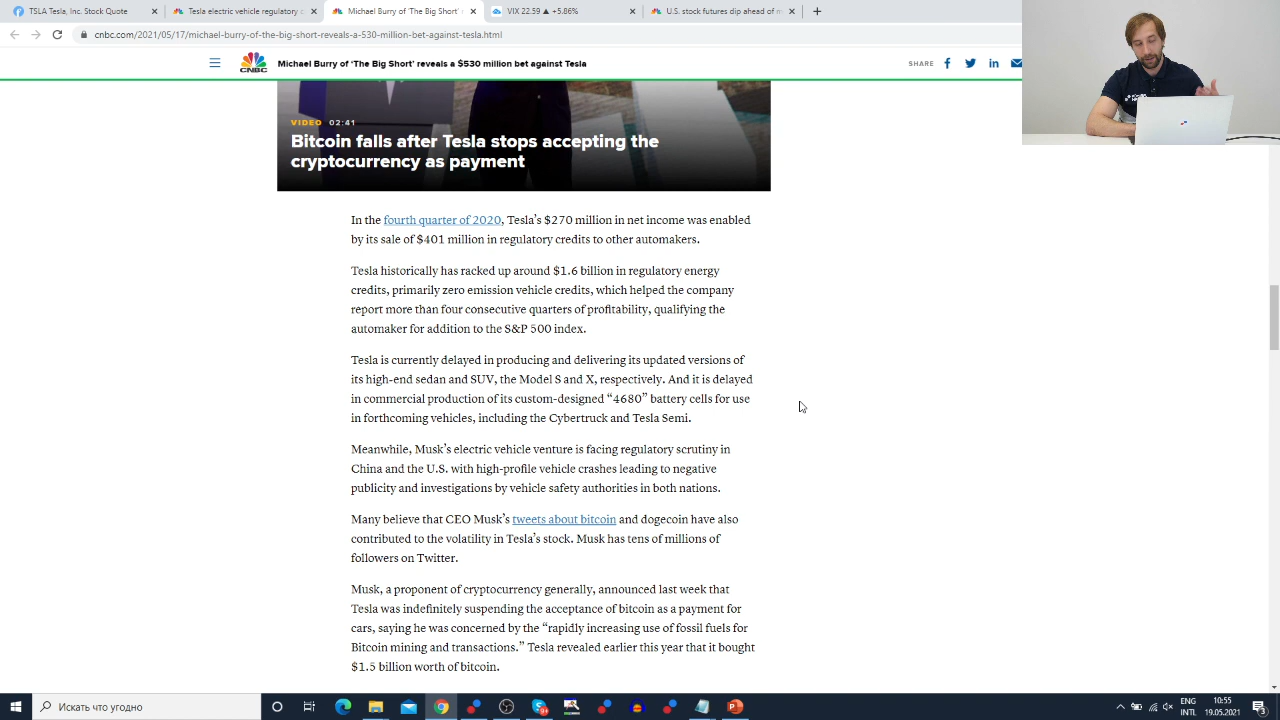 TSLA Tesla, Inc. Stock Quote
Tesla electric vehicle regulatory c
Michael Burry of 'The Big Short'
VIX 22.59 ▲ +5.86%
U.S. stock futures dip ahead of m
cnbc.com/2021/05/17/michael-burry-of-the-big-short-reveals-a-530-million-bet-against-tesla.html
CNBC
Michael Burry of ‘The Big Short’ reveals a $530 million bet against Tesla
SHARE
VIDEO 02:41
Bitcoin falls after Tesla stops accepting the
cryptocurrency as payment
In the fourth quarter of 2020, Tesla’s $270 million in net income was enabled
by its sale of $401 million in regulatory credits to other automakers.
Tesla historically has racked up around $1.6 billion in regulatory energy
credits, primarily zero emission vehicle credits, which helped the company
report more than four consecutive quarters of profitability, qualifying the
automaker for addition to the S&P 500 index.
Tesla is currently delayed in producing and delivering its updated versions of
its high-end sedan and SUV, the Model S and X, respectively. And it is delayed
in commercial production of its custom-designed “4680” battery cells for use
in forthcoming vehicles, including the Cybertruck and Tesla Semi.
Meanwhile, Musk’s electric vehicle venture is facing regulatory scrutiny in
China and the U.S. with high-profile vehicle crashes leading to negative
publicity and investigations by vehicle safety authorities in both nations.
Many believe that CEO Musk’s tweets about bitcoin and dogecoin have also
contributed to the volatility in Tesla’s stock. Musk has tens of millions of
followers on Twitter.
Musk, a proponent of cryptocurrency generally, announced last week that
Tesla was indefinitely suspending the acceptance of bitcoin as a payment for
cars, saying he was concerned by the “rapidly increasing use of fossil fuels for
Bitcoin mining and transactions.” Tesla revealed earlier this year that it bought
$1.5 billion worth of bitcoin.
Искать что угодно
ENG
INTL
10:55
19.05.2021